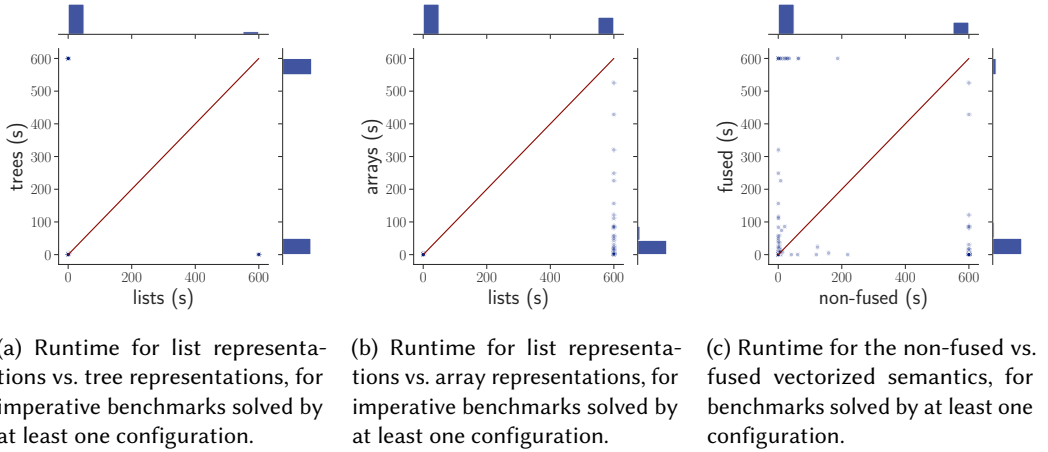 600
500
400
300
200
100
0
trees (s)
0 200 400 600
lists (s)
600
500
400
300
200
100
0
arrays (s)
0 200 400 600
lists (s)
600
500
400
300
200
100
0
fused (s)
0 200 400 600
non-fused (s)
a) Runtime for list representa-
tions vs. tree representations, for
imperative benchmarks solved by
at least one configuration.
(b) Runtime for list representa-
tions vs. array representations, for
imperative benchmarks solved by
at least one configuration.
(c) Runtime for the non-fused vs.
fused vectorized semantics, for
benchmarks solved by at least one
configuration.